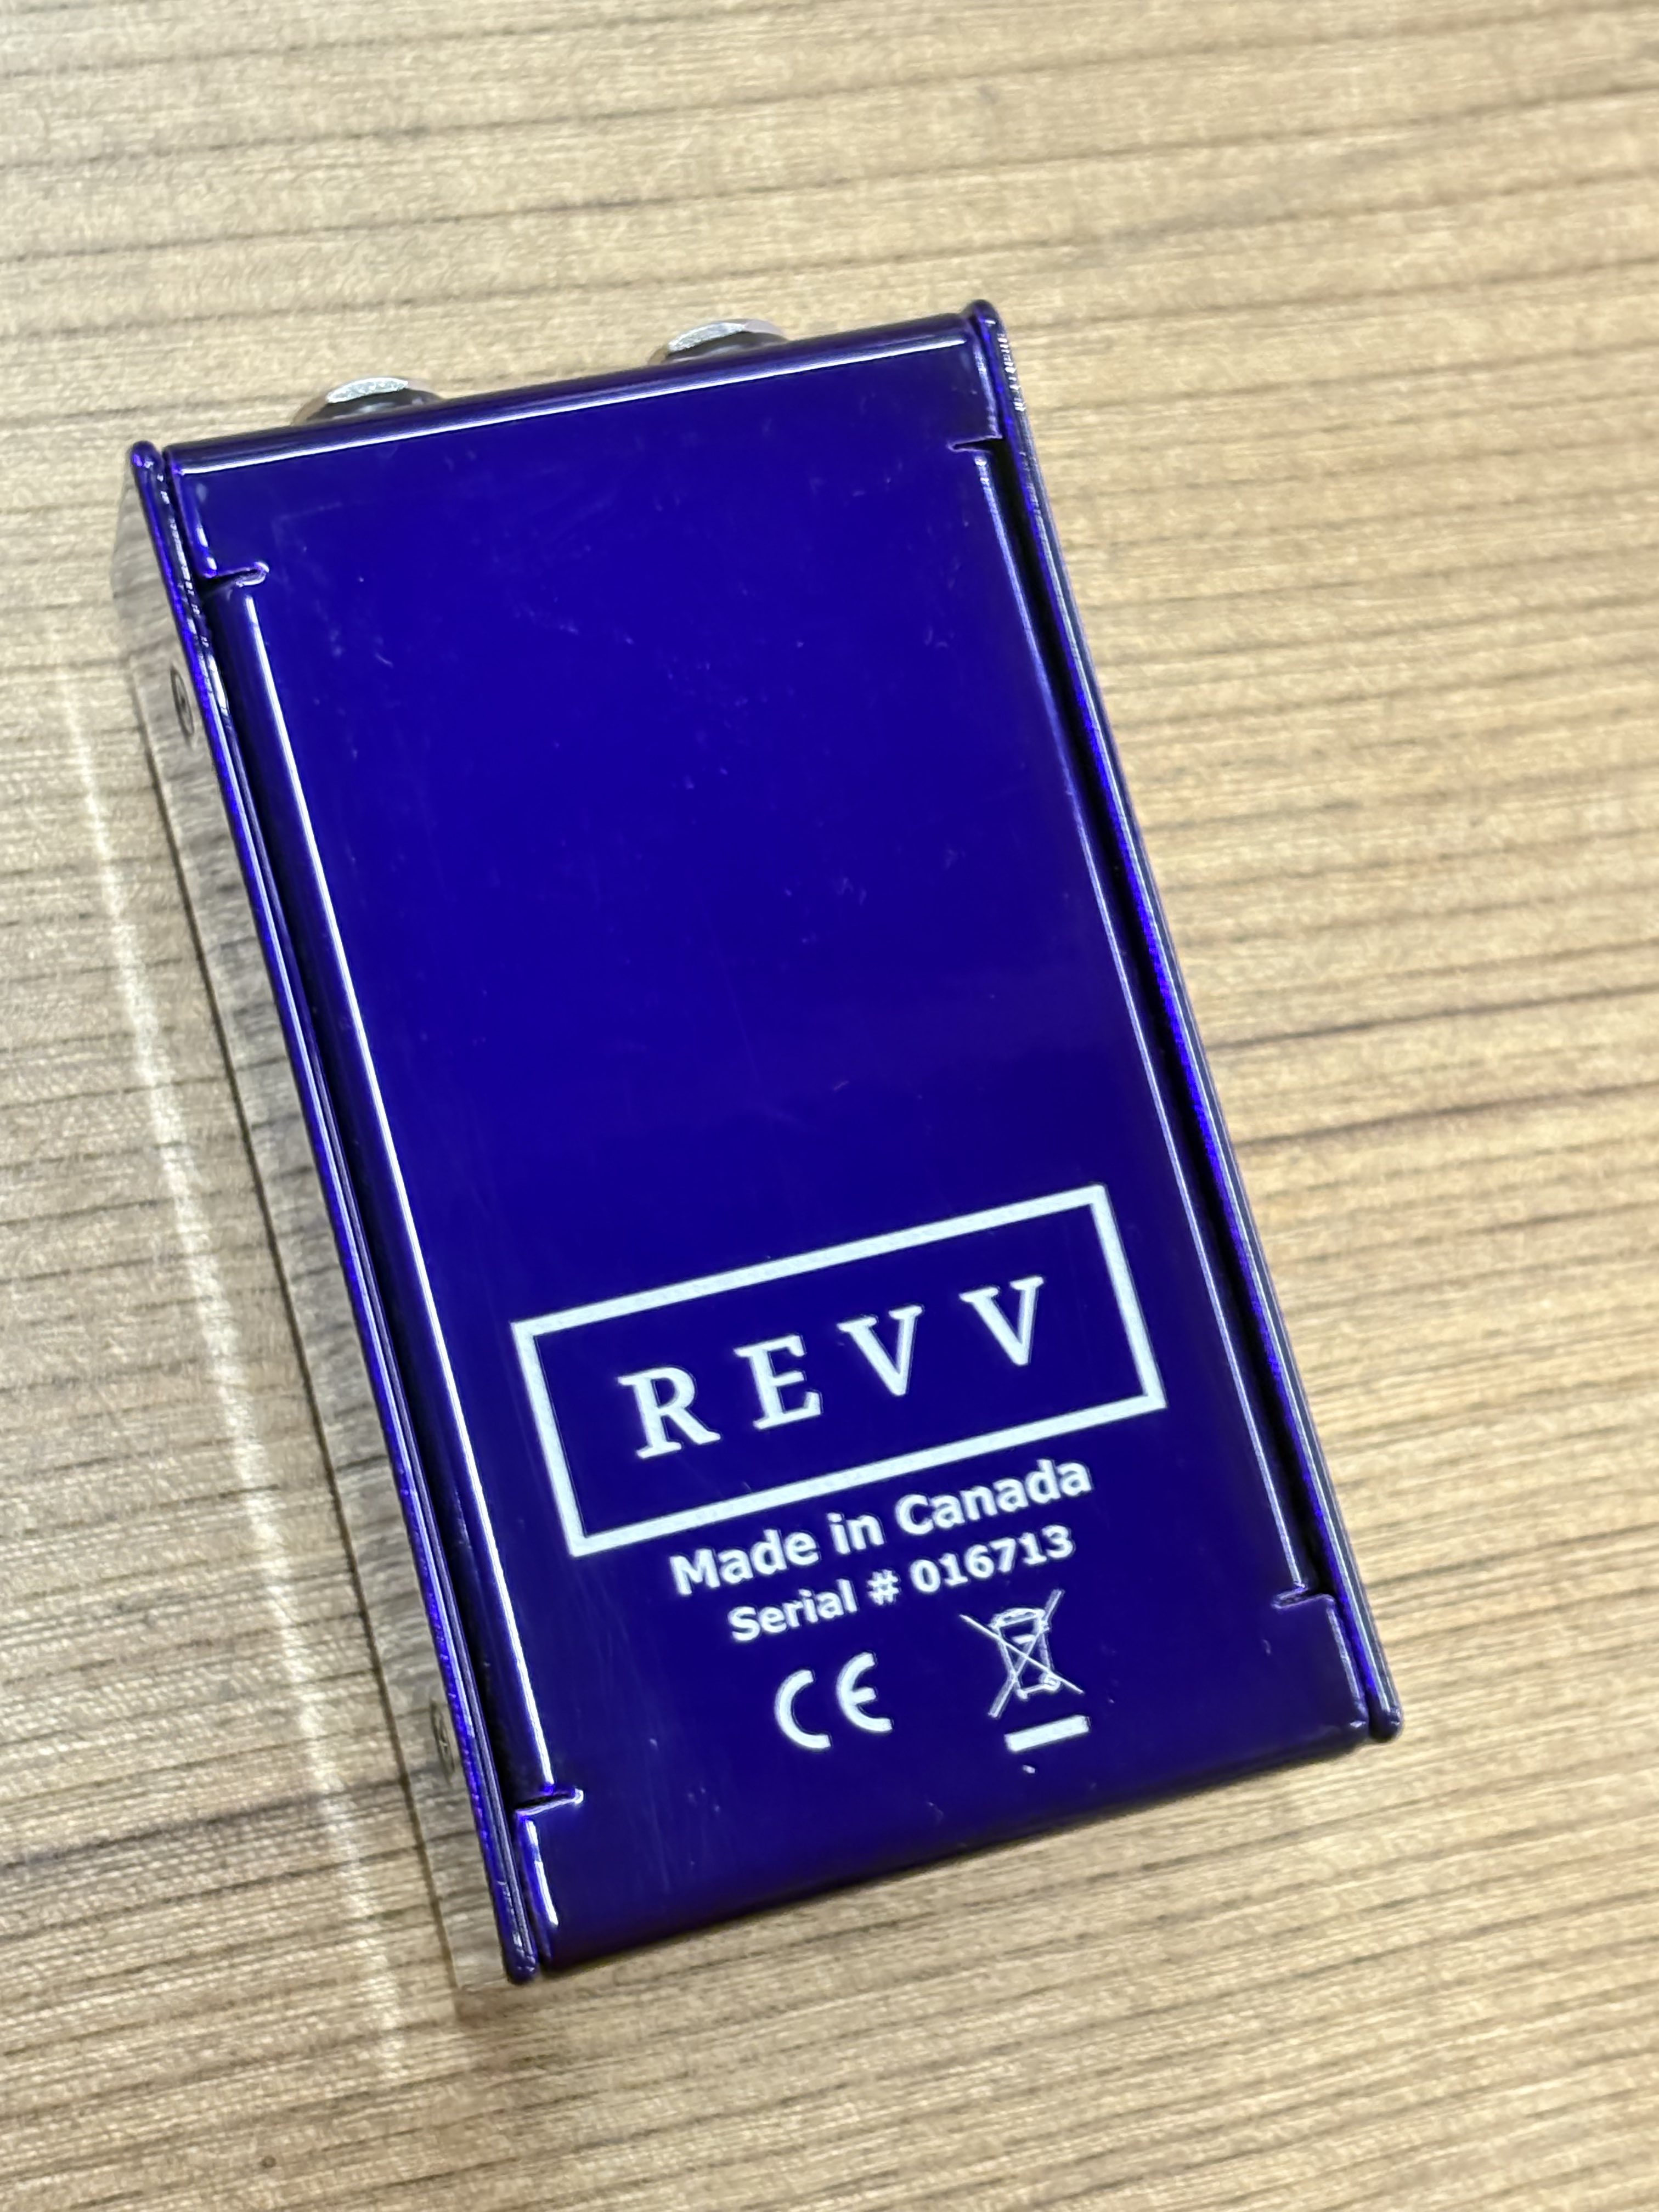 REVV
Made in Canada
Serial # 016713
CE